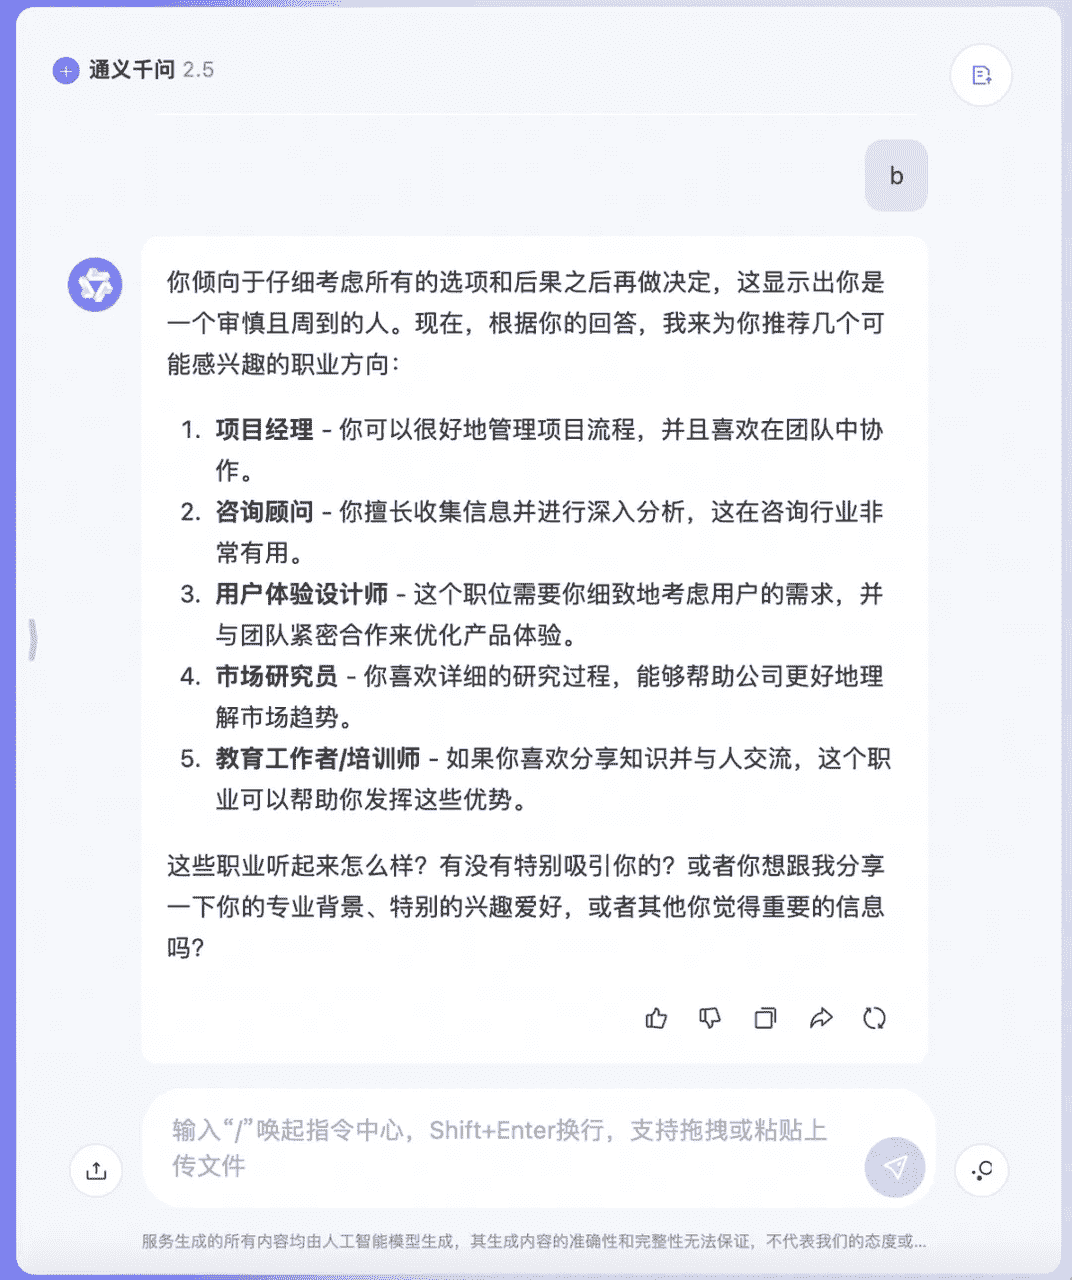 通义千问 2.5
b
你倾向于仔细考虑所有的选项和后果之后再做决定，这显示出你是
一个审慎且周到的人。现在，根据你的回答，我来为你推荐几个可
能感兴趣的职业方向：
1. 项目经理 - 你可以很好地管理项目流程，并且喜欢在团队中协
作。
2. 咨询顾问 - 你擅长收集信息并进行深入分析，这在咨询行业非
常有用。
3. 用户体验设计师 - 这个职位需要你细致地考虑用户的需求，并
与团队紧密合作来优化产品体验。
4. 市场研究员 - 你喜欢详细的研究过程，能够帮助公司更好地理
解市场趋势。
5. 教育工作者/培训师 - 如果你喜欢分享知识并与人交流，这个职
业可以帮助你发挥这些优势。
这些职业听起来怎么样？有没有特别吸引你的？或者你想跟我分享
一下你的专业背景、特别的兴趣爱好，或者其他你觉得重要的信息
吗？
输入“/”唤起指令中心，Shift+Enter换行，支持拖拽或粘贴上
传文件
服务生成的所有内容均由人工智能模型生成，其生成内容的准确性和完整性无法保证，不代表我们的态度或...